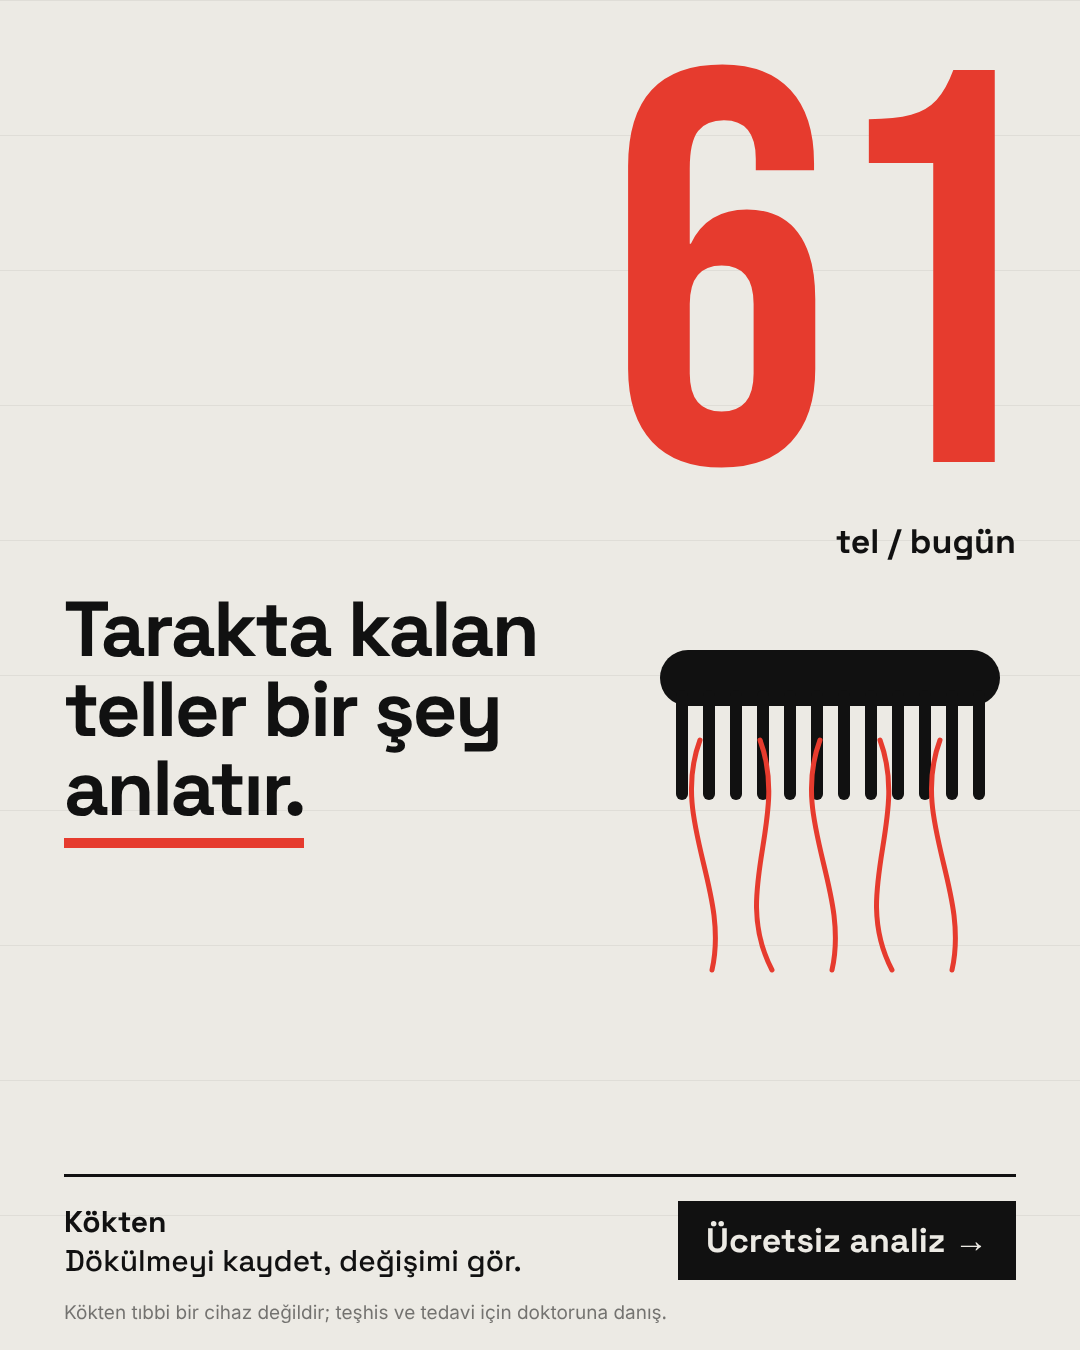 61
tel / bugün
Tarakta kalan
teller bir şey
anlatır.
Kökten
Dökülmeyi kaydet, değişimi gör.
Ücretsiz analiz →
Kökten tıbbi bir cihaz değildir; teşhis ve tedavi için doktoruna danış.